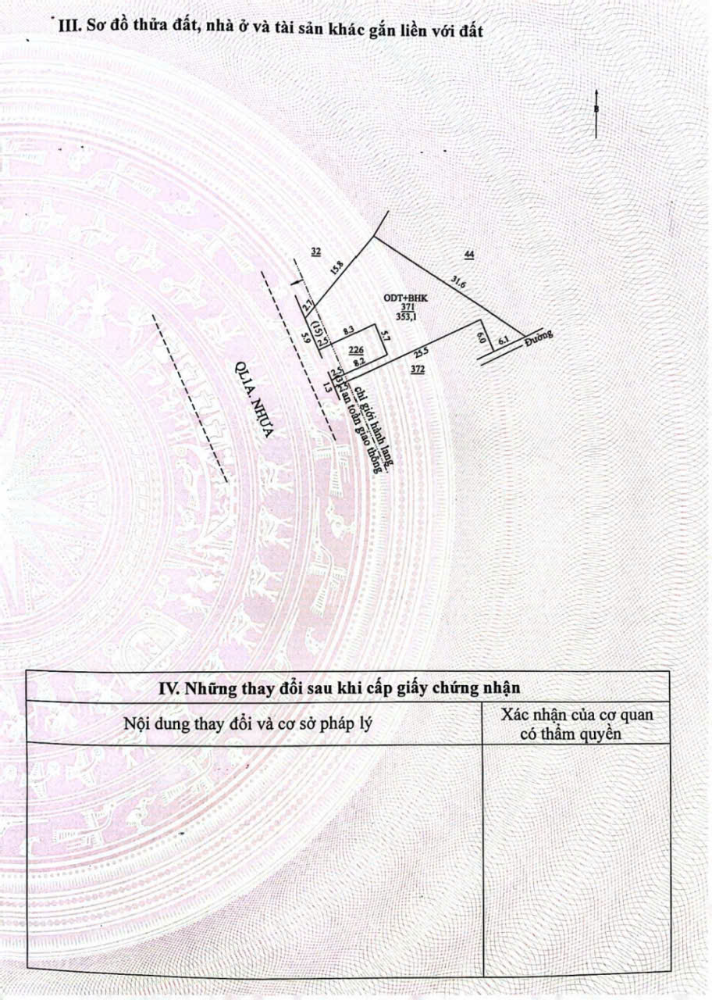 III. Sơ đồ thửa đất, nhà ở và tài sản khác gắn liền với đất
B
32
44
15.8
31.6
ODT+BHK
371
353,1
2.7
(15)
5.9
2.5
8.3
5.7
226
8.2
25.5
372
6.0
6.1
Đường
1.3
QL1A. NHỰA
chỉ giới hành lang
an toàn giao thông
IV. Những thay đổi sau khi cấp giấy chứng nhận
Nội dung thay đổi và cơ sở pháp lý
Xác nhận của cơ quan
có thẩm quyền